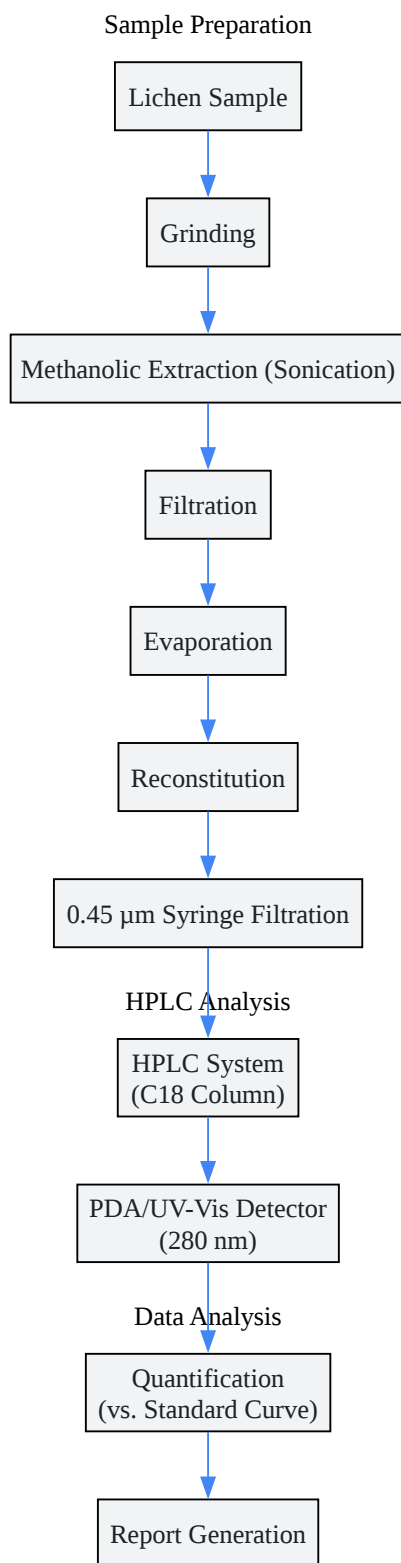 Sample Preparation
Lichen Sample
Grinding
Methanolic Extraction (Sonication)
Filtration
Evaporation
Reconstitution
0.45 µm Syringe Filtration
HPLC Analysis
HPLC System
(C18 Column)
PDA/UV-Vis Detector
(280 nm)
Data Analysis
Quantification
(vs. Standard Curve)
Report Generation